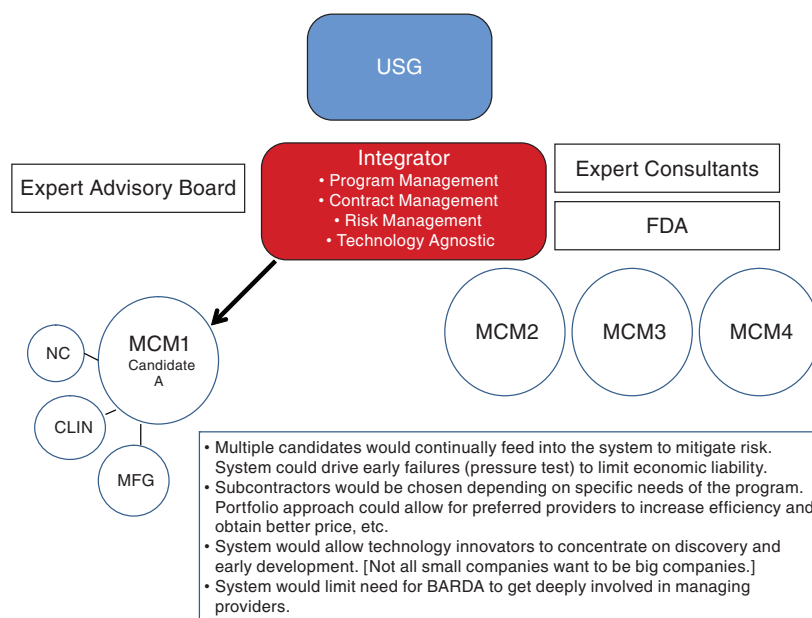 USG
Integrator
• Program Management
• Contract Management
• Risk Management
• Technology Agnostic
Expert Advisory Board
Expert Consultants
FDA
MCM1
Candidate
A
NC
CLIN
MFG
MCM2
MCM3
MCM4
• Multiple candidates would continually feed into the system to mitigate risk.
System could drive early failures (pressure test) to limit economic liability.
• Subcontractors would be chosen depending on specific needs of the program.
Portfolio approach could allow for preferred providers to increase efficiency and
obtain better price, etc.
• System would allow technology innovators to concentrate on discovery and
early development. [Not all small companies want to be big companies.]
• System would limit need for BARDA to get deeply involved in managing
providers.